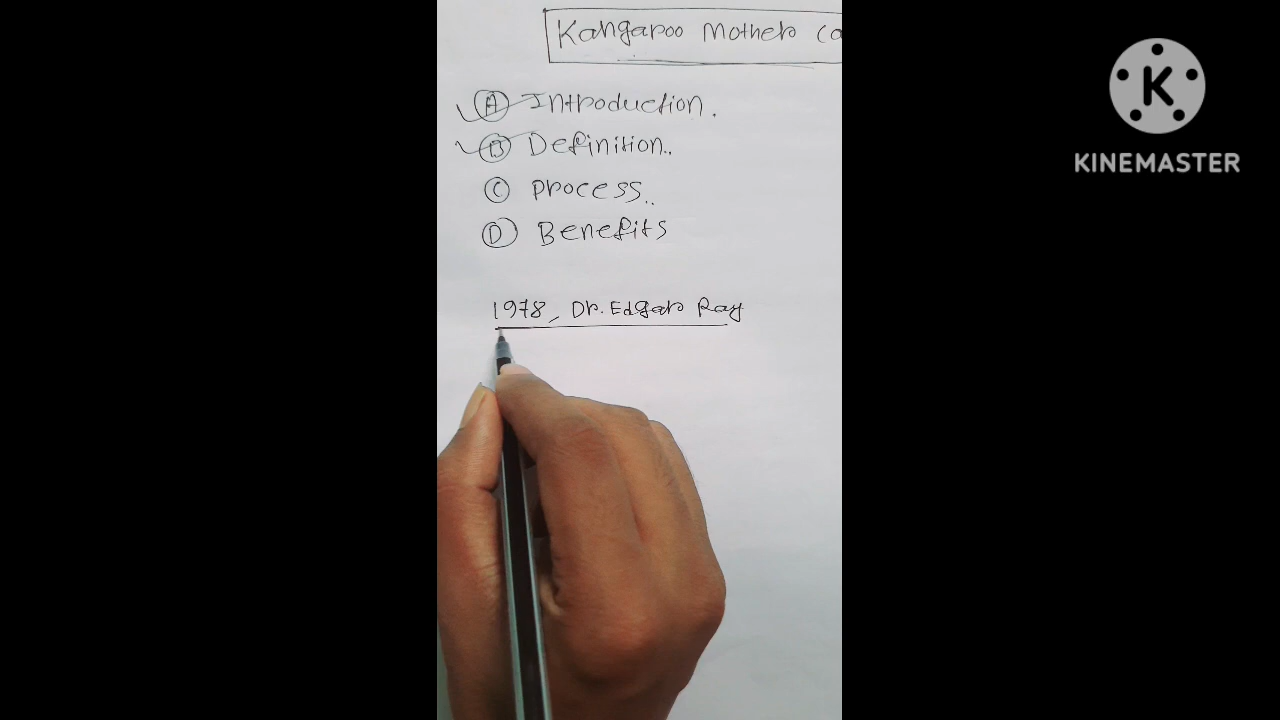 Kangaroo Mother Ca
A Introduction.
B Definition..
C Process..
D Benefits
1978, Dr. Edgar Ray
K
KINEMASTER